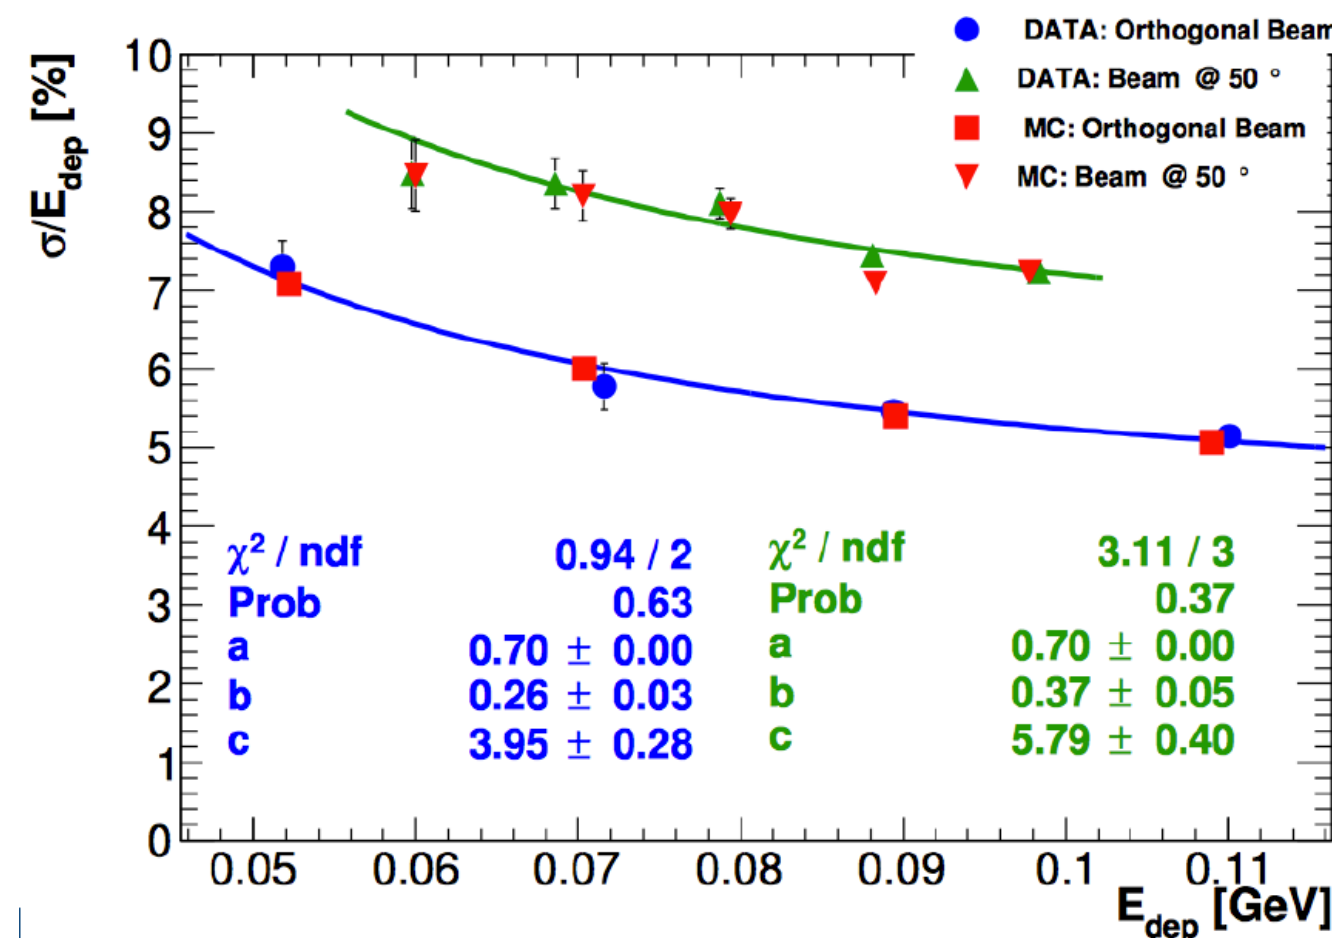 DATA: Orthogonal Beam
DATA: Beam @ 50 °
MC: Orthogonal Beam
MC: Beam @ 50 °
σ/E_dep [%]
10
9
8
7
6
5
4
3
2
1
0
χ² / ndf 0.94 / 2
Prob 0.63
a 0.70 ± 0.00
b 0.26 ± 0.03
c 3.95 ± 0.28
χ² / ndf 3.11 / 3
Prob 0.37
a 0.70 ± 0.00
b 0.37 ± 0.05
c 5.79 ± 0.40
0.05 0.06 0.07 0.08 0.09 0.1 0.11
E_dep [GeV]